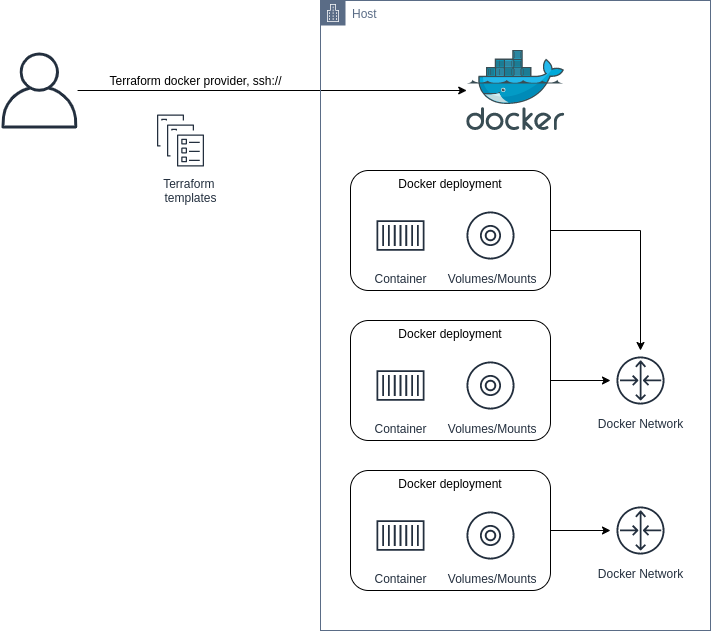 Host
Terraform docker provider, ssh://
docker
Terraform
templates
Docker deployment
Container
Volumes/Mounts
Docker deployment
Container
Volumes/Mounts
Docker Network
Docker deployment
Container
Volumes/Mounts
Docker Network